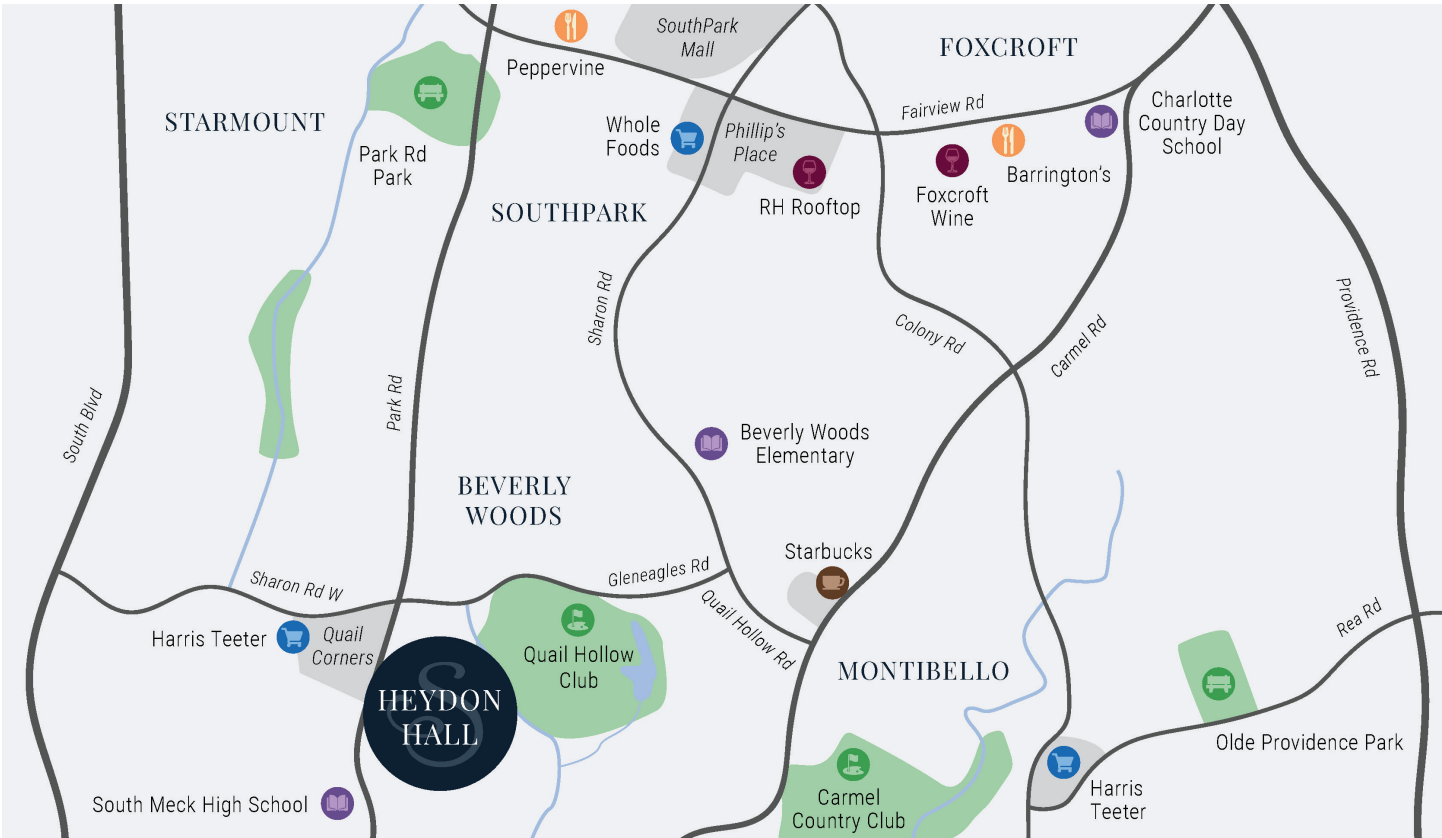 SouthPark
Mall
FOXCROFT
Peppervine
Fairview Rd
Charlotte
Country Day
School
STARMOUNT
Whole
Foods
Phillip's
Place
Park Rd
Park
Barrington's
Foxcroft
Wine
RH Rooftop
SOUTHPARK
Sharon Rd
Colony Rd
Carmel Rd
Providence Rd
South Blvd
Park Rd
Beverly Woods
Elementary
BEVERLY
WOODS
Starbucks
Gleneagles Rd
Sharon Rd W
Quail Hollow Rd
Rea Rd
Harris Teeter
Quail
Corners
Quail Hollow
Club
MONTIBELLO
S
HEYDON
HALL
Olde Providence Park
South Meck High School
Carmel
Country Club
Harris
Teeter